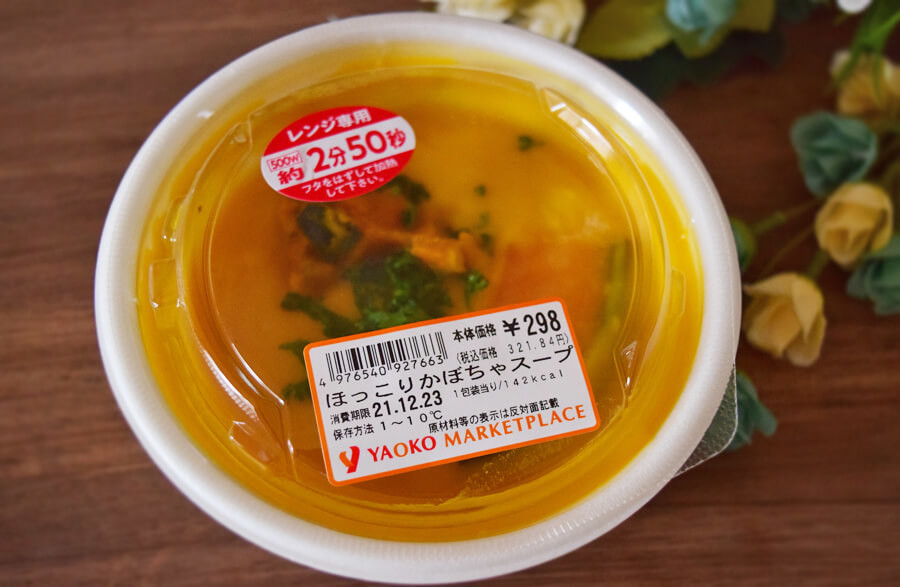 レンジ専用
500W 約 2分50秒
フタをはずして加熱
して下さい。
4 976540 927663
本体価格 ¥298
(税込価格 321.84円)
ほっこりかぼちゃスープ
消費期限 21.12.23 1包装当り/142kcal
保存方法 1~10℃ 原材料等の表示は反対面記載
YAOKO MARKETPLACE